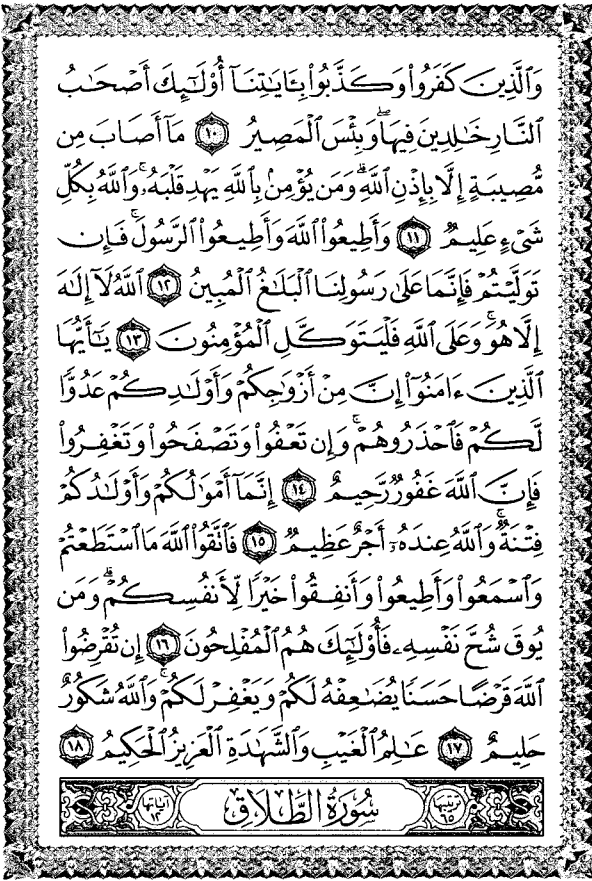 وَٱلَّذِينَ كَفَرُوا۟ وَكَذَّبُوا۟ بِـَٔايَـٰتِنَآ أُو۟لَـٰٓئِكَ أَصْحَـٰبُ
ٱلنَّارِ خَـٰلِدِينَ فِيهَا ۖ وَبِئْسَ ٱلْمَصِيرُ ١٠ مَآ أَصَابَ مِن
مُّصِيبَةٍ إِلَّا بِإِذْنِ ٱللَّهِ ۗ وَمَن يُؤْمِنۢ بِٱللَّهِ يَهْدِ قَلْبَهُۥ ۚ وَٱللَّهُ بِكُلِّ
شَىْءٍ عَلِيمٌ ١١ وَأَطِيعُوا۟ ٱللَّهَ وَأَطِيعُوا۟ ٱلرَّسُولَ ۚ فَإِن
تَوَلَّيْتُمْ فَإِنَّمَا عَلَىٰ رَسُولِنَا ٱلْبَلَـٰغُ ٱلْمُبِينُ ١٢ ٱللَّهُ لَآ إِلَـٰهَ
إِلَّا هُوَ ۚ وَعَلَى ٱللَّهِ فَلْيَتَوَكَّلِ ٱلْمُؤْمِنُونَ ١٣ يَـٰٓأَيُّهَا
ٱلَّذِينَ ءَامَنُوٓا۟ إِنَّ مِنْ أَزْوَٰجِكُمْ وَأَوْلَـٰدِكُمْ عَدُوًّا
لَّكُمْ فَٱحْذَرُوهُمْ ۚ وَإِن تَعْفُوا۟ وَتَصْفَحُوا۟ وَتَغْفِرُوا۟
فَإِنَّ ٱللَّهَ غَفُورٌ رَّحِيمٌ ١٤ إِنَّمَآ أَمْوَٰلُكُمْ وَأَوْلَـٰدُكُمْ
فِتْنَةٌ ۚ وَٱللَّهُ عِندَهُۥٓ أَجْرٌ عَظِيمٌ ١٥ فَٱتَّقُوا۟ ٱللَّهَ مَا ٱسْتَطَعْتُمْ
وَٱسْمَعُوا۟ وَأَطِيعُوا۟ وَأَنفِقُوا۟ خَيْرًا لِّأَنفُسِكُمْ ۗ وَمَن
يُوقَ شُحَّ نَفْسِهِۦ فَأُو۟لَـٰٓئِكَ هُمُ ٱلْمُفْلِحُونَ ١٦ إِن تُقْرِضُوا۟
ٱللَّهَ قَرْضًا حَسَنًا يُضَـٰعِفْهُ لَكُمْ وَيَغْفِرْ لَكُمْ ۚ وَٱللَّهُ شَكُورٌ
حَلِيمٌ ١٧ عَـٰلِمُ ٱلْغَيْبِ وَٱلشَّهَـٰدَةِ ٱلْعَزِيزُ ٱلْحَكِيمُ ١٨
ترتيبها ٦٥ سُورَةُ الطَّلَاقِ آياتها ١٢